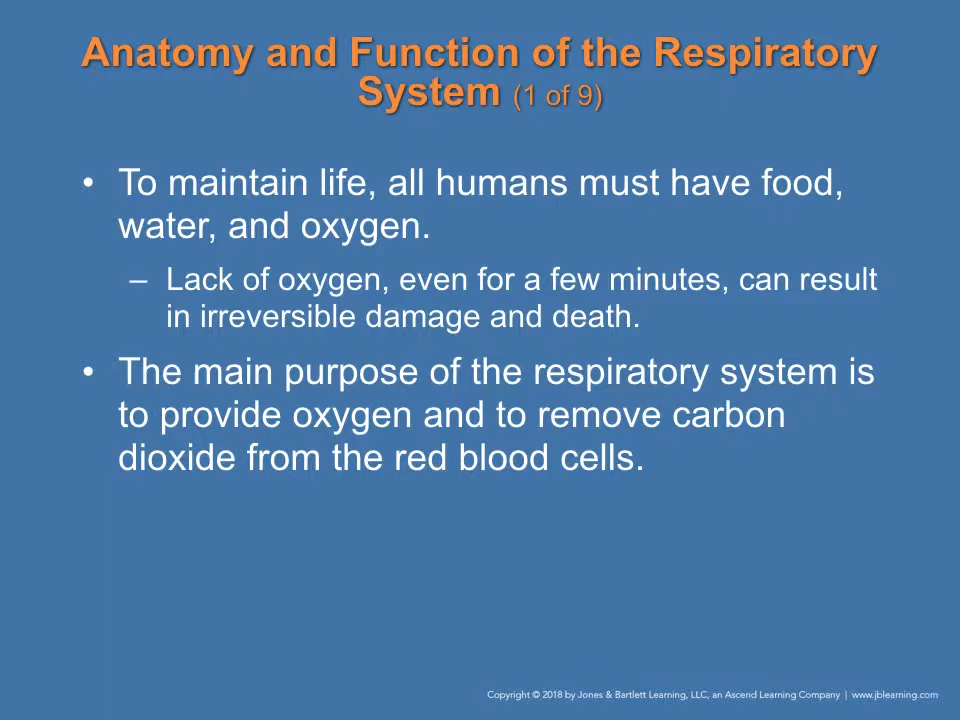 Anatomy and Function of the Respiratory
System (1 of 9)
• To maintain life, all humans must have food,
water, and oxygen.
– Lack of oxygen, even for a few minutes, can result
in irreversible damage and death.
• The main purpose of the respiratory system is
to provide oxygen and to remove carbon
dioxide from the red blood cells.
Copyright © 2018 by Jones & Bartlett Learning, LLC, an Ascend Learning Company | www.jblearning.com